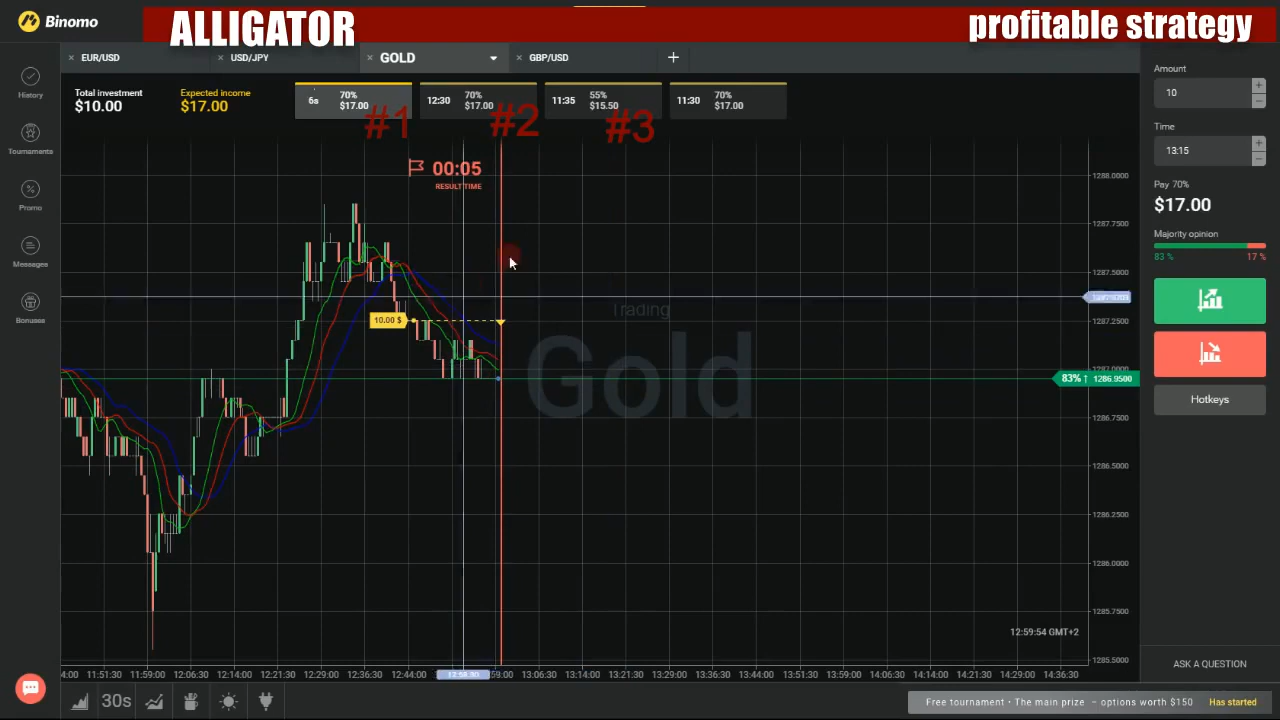 ALLIGATOR
profitable strategy
Binomo
EUR/USD
USD/JPY
GOLD
GBP/USD
Total investment
$10.00
Expected income
$17.00
6s
70%
$17.00
12:30
70%
$17.00
11:35
55%
$15.50
11:30
70%
$17.00
#1
#2
#3
History
Tournaments
Promo
Messages
Bonuses
00:05
RESULT TIME
10.00 $
Trading
Gold
1288.0000
1287.7500
1287.5000
1287.2500
1287.0000
83% ↑ 1286.9500
1286.7500
1286.5000
1286.2500
1286.0000
1285.7500
1285.5000
12:59:54 GMT+2
11:51:30
11:59:00
12:06:30
12:14:00
12:21:30
12:29:00
12:36:30
12:44:00
13:06:30
13:14:00
13:21:30
13:29:00
13:36:30
13:44:00
13:51:30
13:59:00
14:06:30
14:14:00
14:21:30
14:29:00
14:36:30
Amount
10
Time
13:15
Pay 70%
$17.00
Majority opinion
83 %
17 %
Hotkeys
ASK A QUESTION
30s
Free tournament • The main prize – options worth $150 Has started